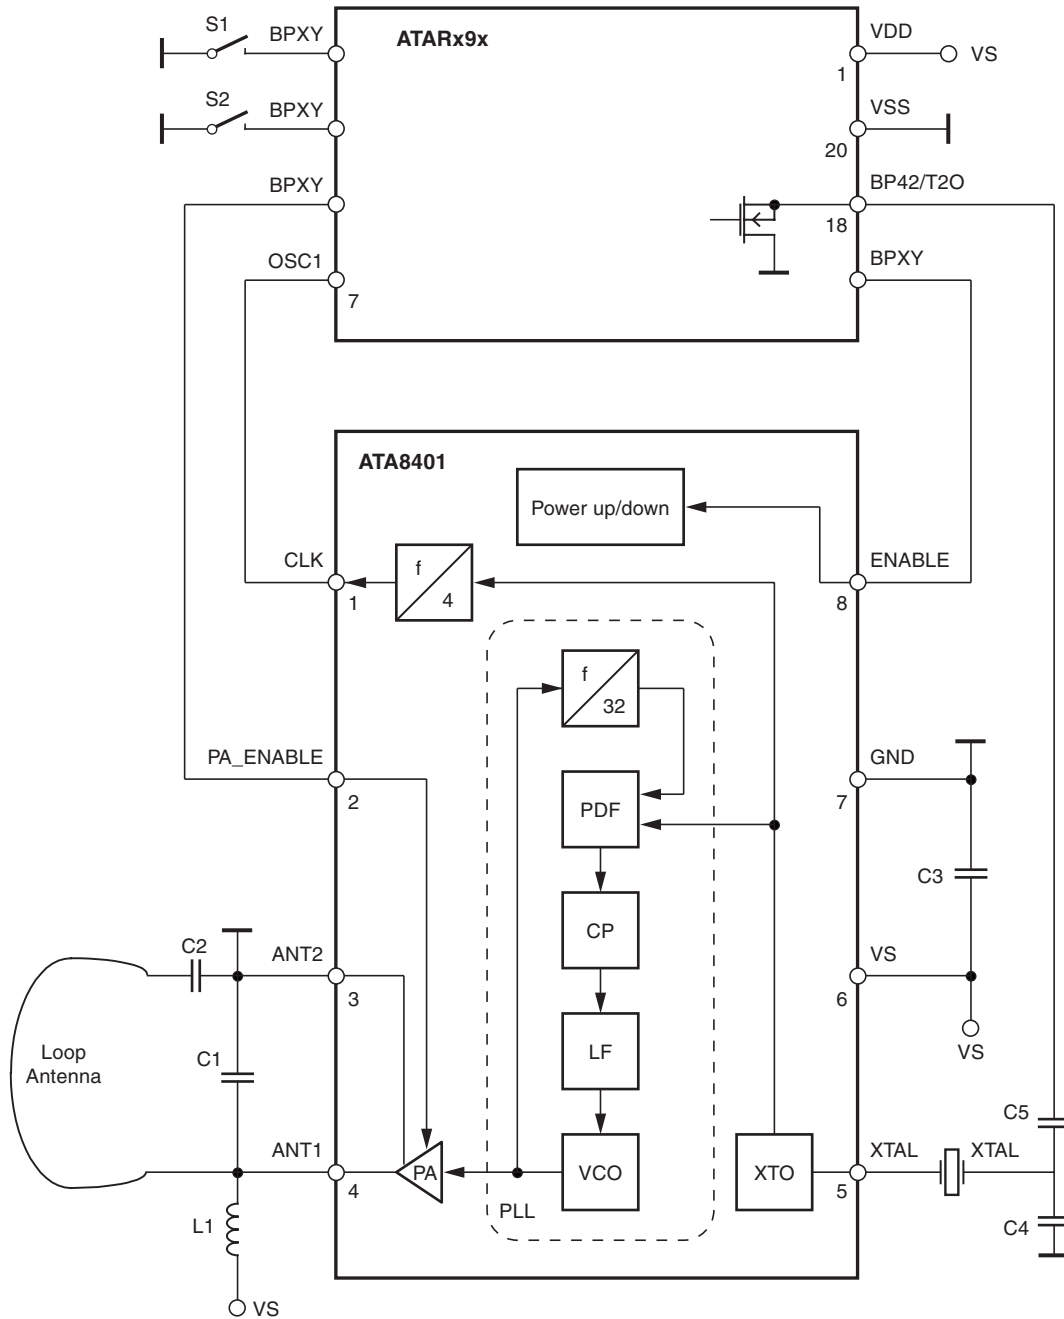 S1
BPXY
ATARx9x
VDD
1
VS
S2
BPXY
VSS
20
BPXY
BP42/T2O
18
OSC1
7
BPXY
ATA8401
Power up/down
CLK
1
f
4
ENABLE
8
f
32
PA_ENABLE
2
PDF
GND
7
C3
CP
C2
ANT2
3
VS
6
Loop
Antenna
C1
LF
VS
C5
ANT1
4
PA
VCO
XTO
XTAL
5
XTAL
PLL
L1
C4
VS